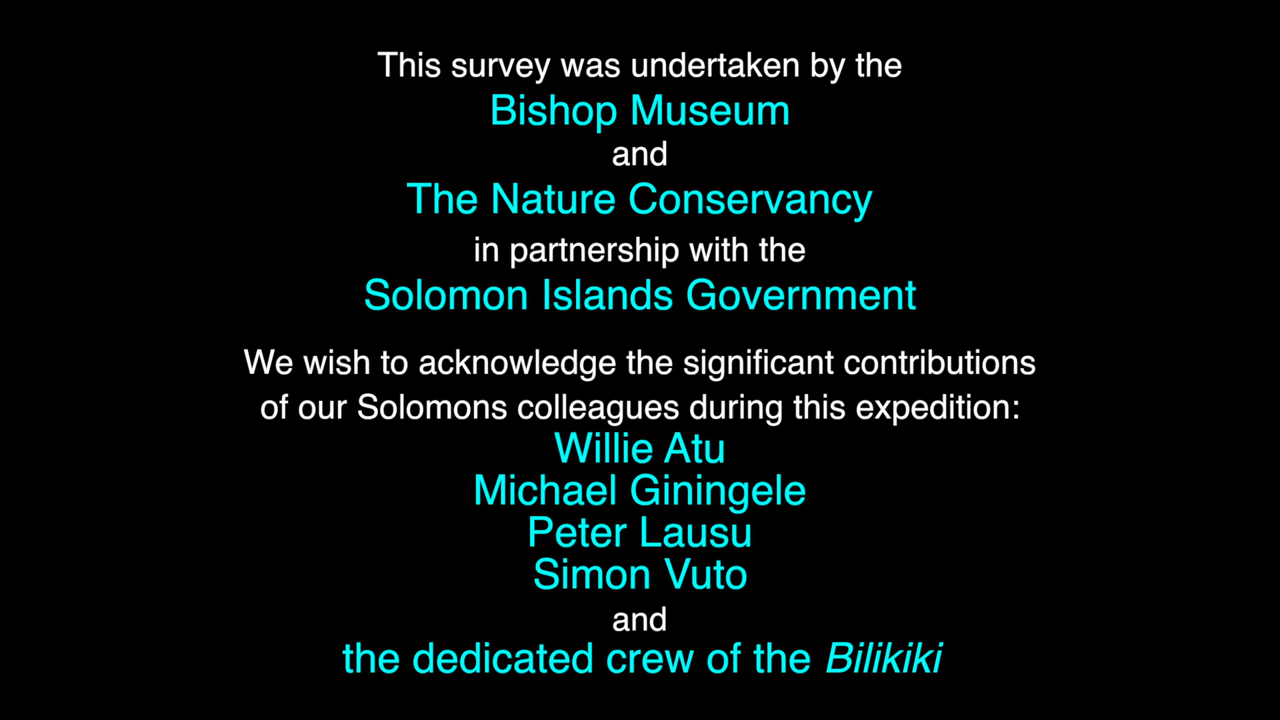 This survey was undertaken by the
Bishop Museum
and
The Nature Conservancy
in partnership with the
Solomon Islands Government
We wish to acknowledge the significant contributions
of our Solomons colleagues during this expedition:
Willie Atu
Michael Giningele
Peter Lausu
Simon Vuto
and
the dedicated crew of the Bilikiki